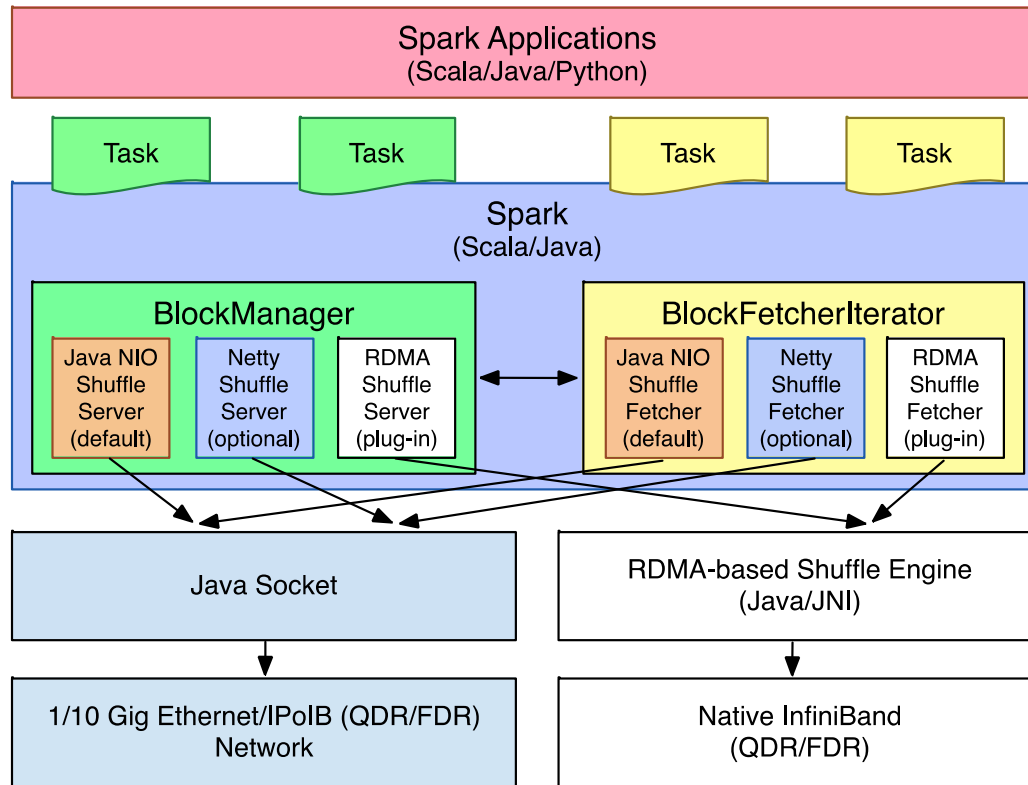 Spark Applications
(Scala/Java/Python)
Task
Task
Task
Task
Spark
(Scala/Java)
BlockManager
Java NIO
Shuffle
Server
(default)
Netty
Shuffle
Server
(optional)
RDMA
Shuffle
Server
(plug-in)
BlockFetcherIterator
Java NIO
Shuffle
Fetcher
(default)
Netty
Shuffle
Fetcher
(optional)
RDMA
Shuffle
Fetcher
(plug-in)
Java Socket
RDMA-based Shuffle Engine
(Java/JNI)
1/10 Gig Ethernet/IPoIB (QDR/FDR)
Network
Native InfiniBand
(QDR/FDR)